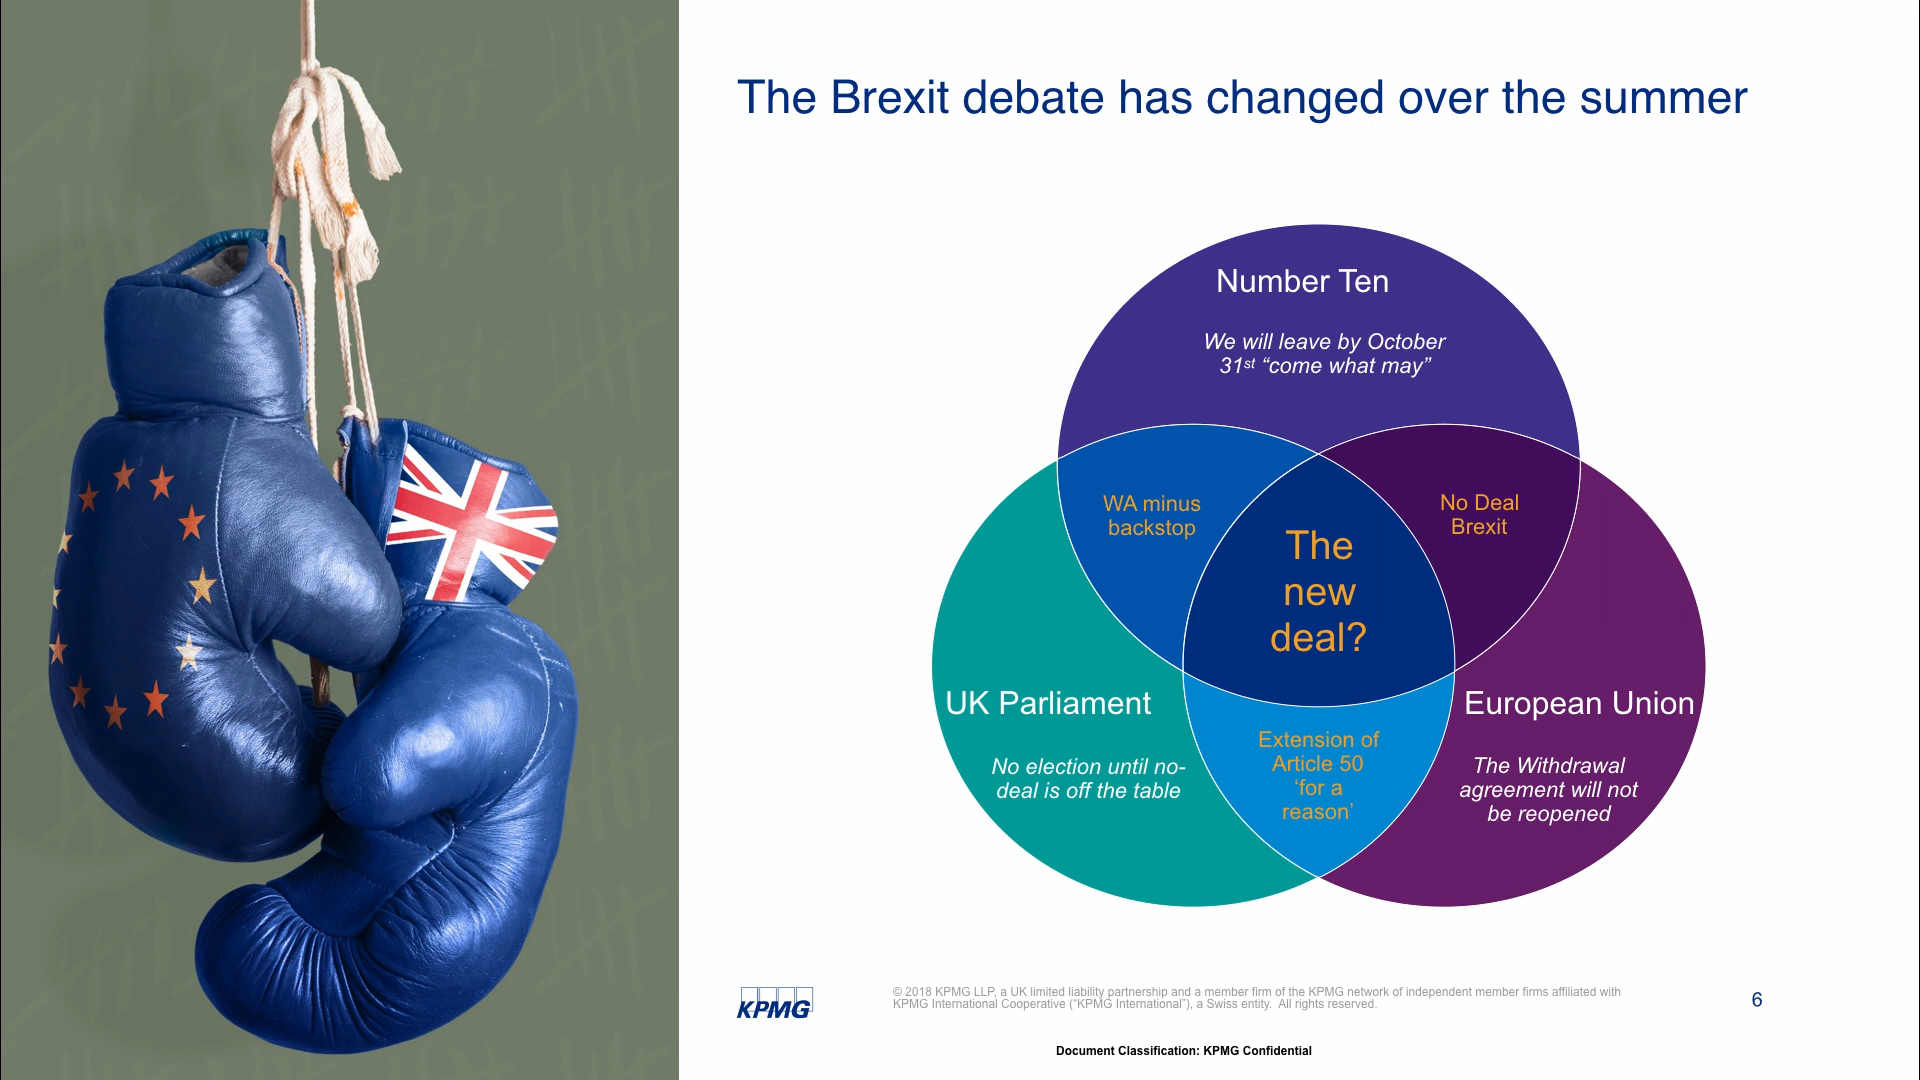 The Brexit debate has changed over the summer
Number Ten
We will leave by October
31st “come what may”
WA minus
backstop
No Deal
Brexit
The
new
deal?
UK Parliament
European Union
No election until no-
deal is off the table
Extension of
Article 50
‘for a
reason’
The Withdrawal
agreement will not
be reopened
KPMG
© 2018 KPMG LLP, a UK limited liability partnership and a member firm of the KPMG network of independent member firms affiliated with
KPMG International Cooperative (“KPMG International”), a Swiss entity.  All rights reserved.
6
Document Classification: KPMG Confidential